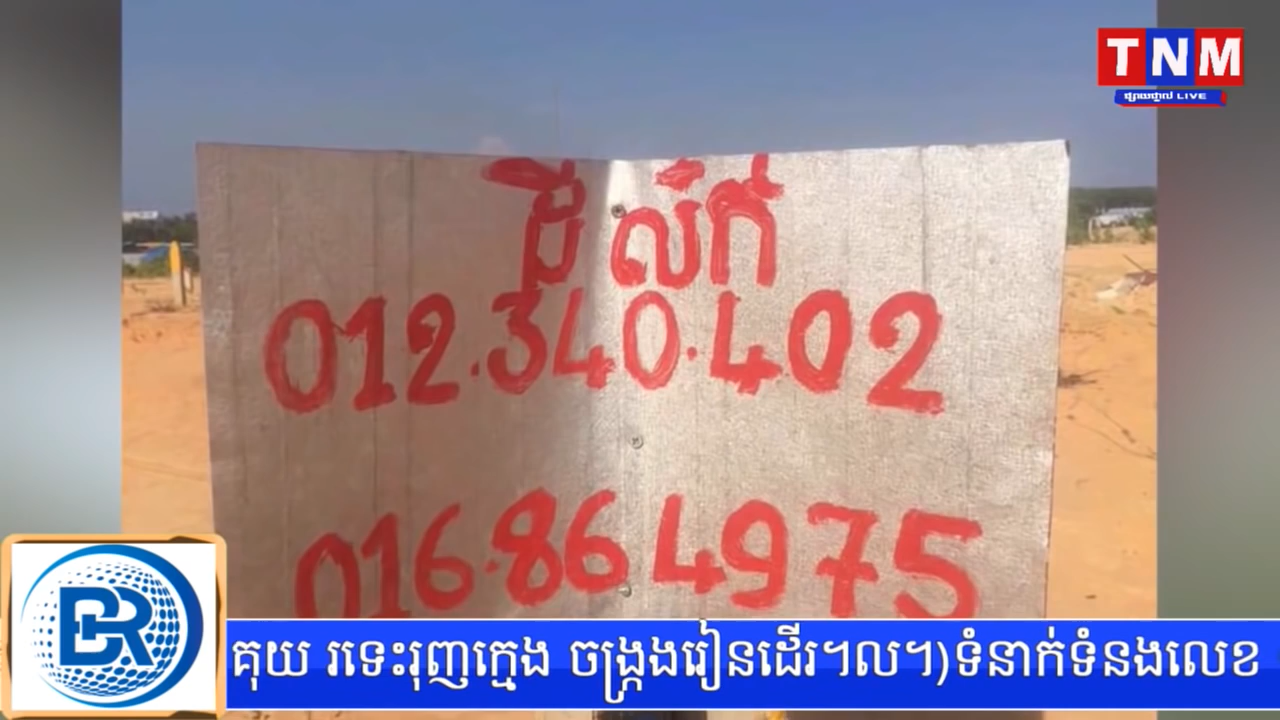 TNM
ផ្សាយផ្ទាល់ LIVE
ដីលក់
012.340.402
016.864975
BR
គុយ រទេះរុញក្មេង ចង្ក្រងរៀនដើរ។ល។)ទំនាក់ទំនងលេខ